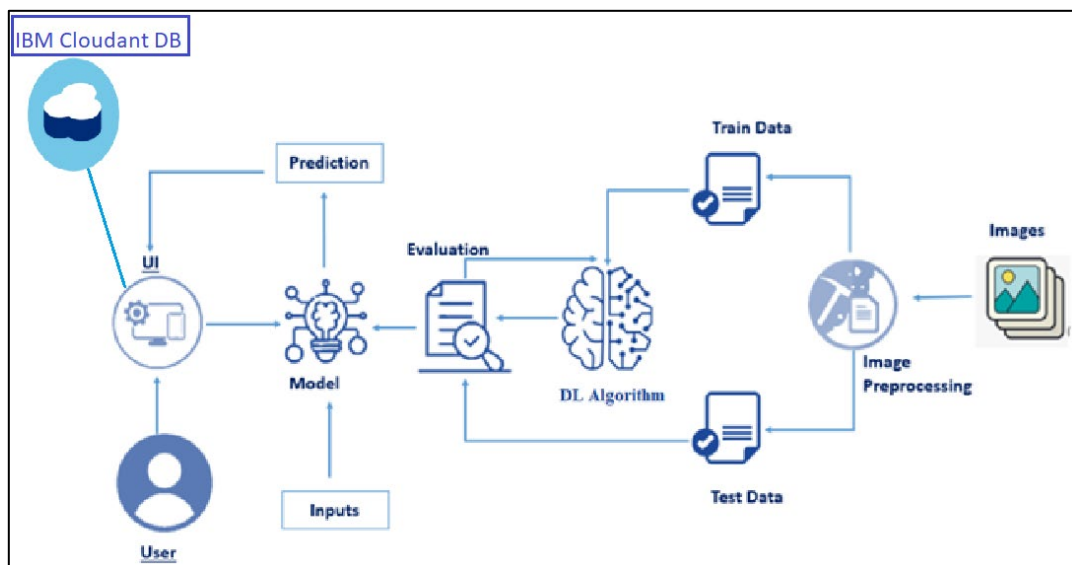 IBM Cloudant DB
Train Data
Prediction
Images
Evaluation
UI
Image
Preprocessing
Model
DL Algorithm
Test Data
Inputs
User